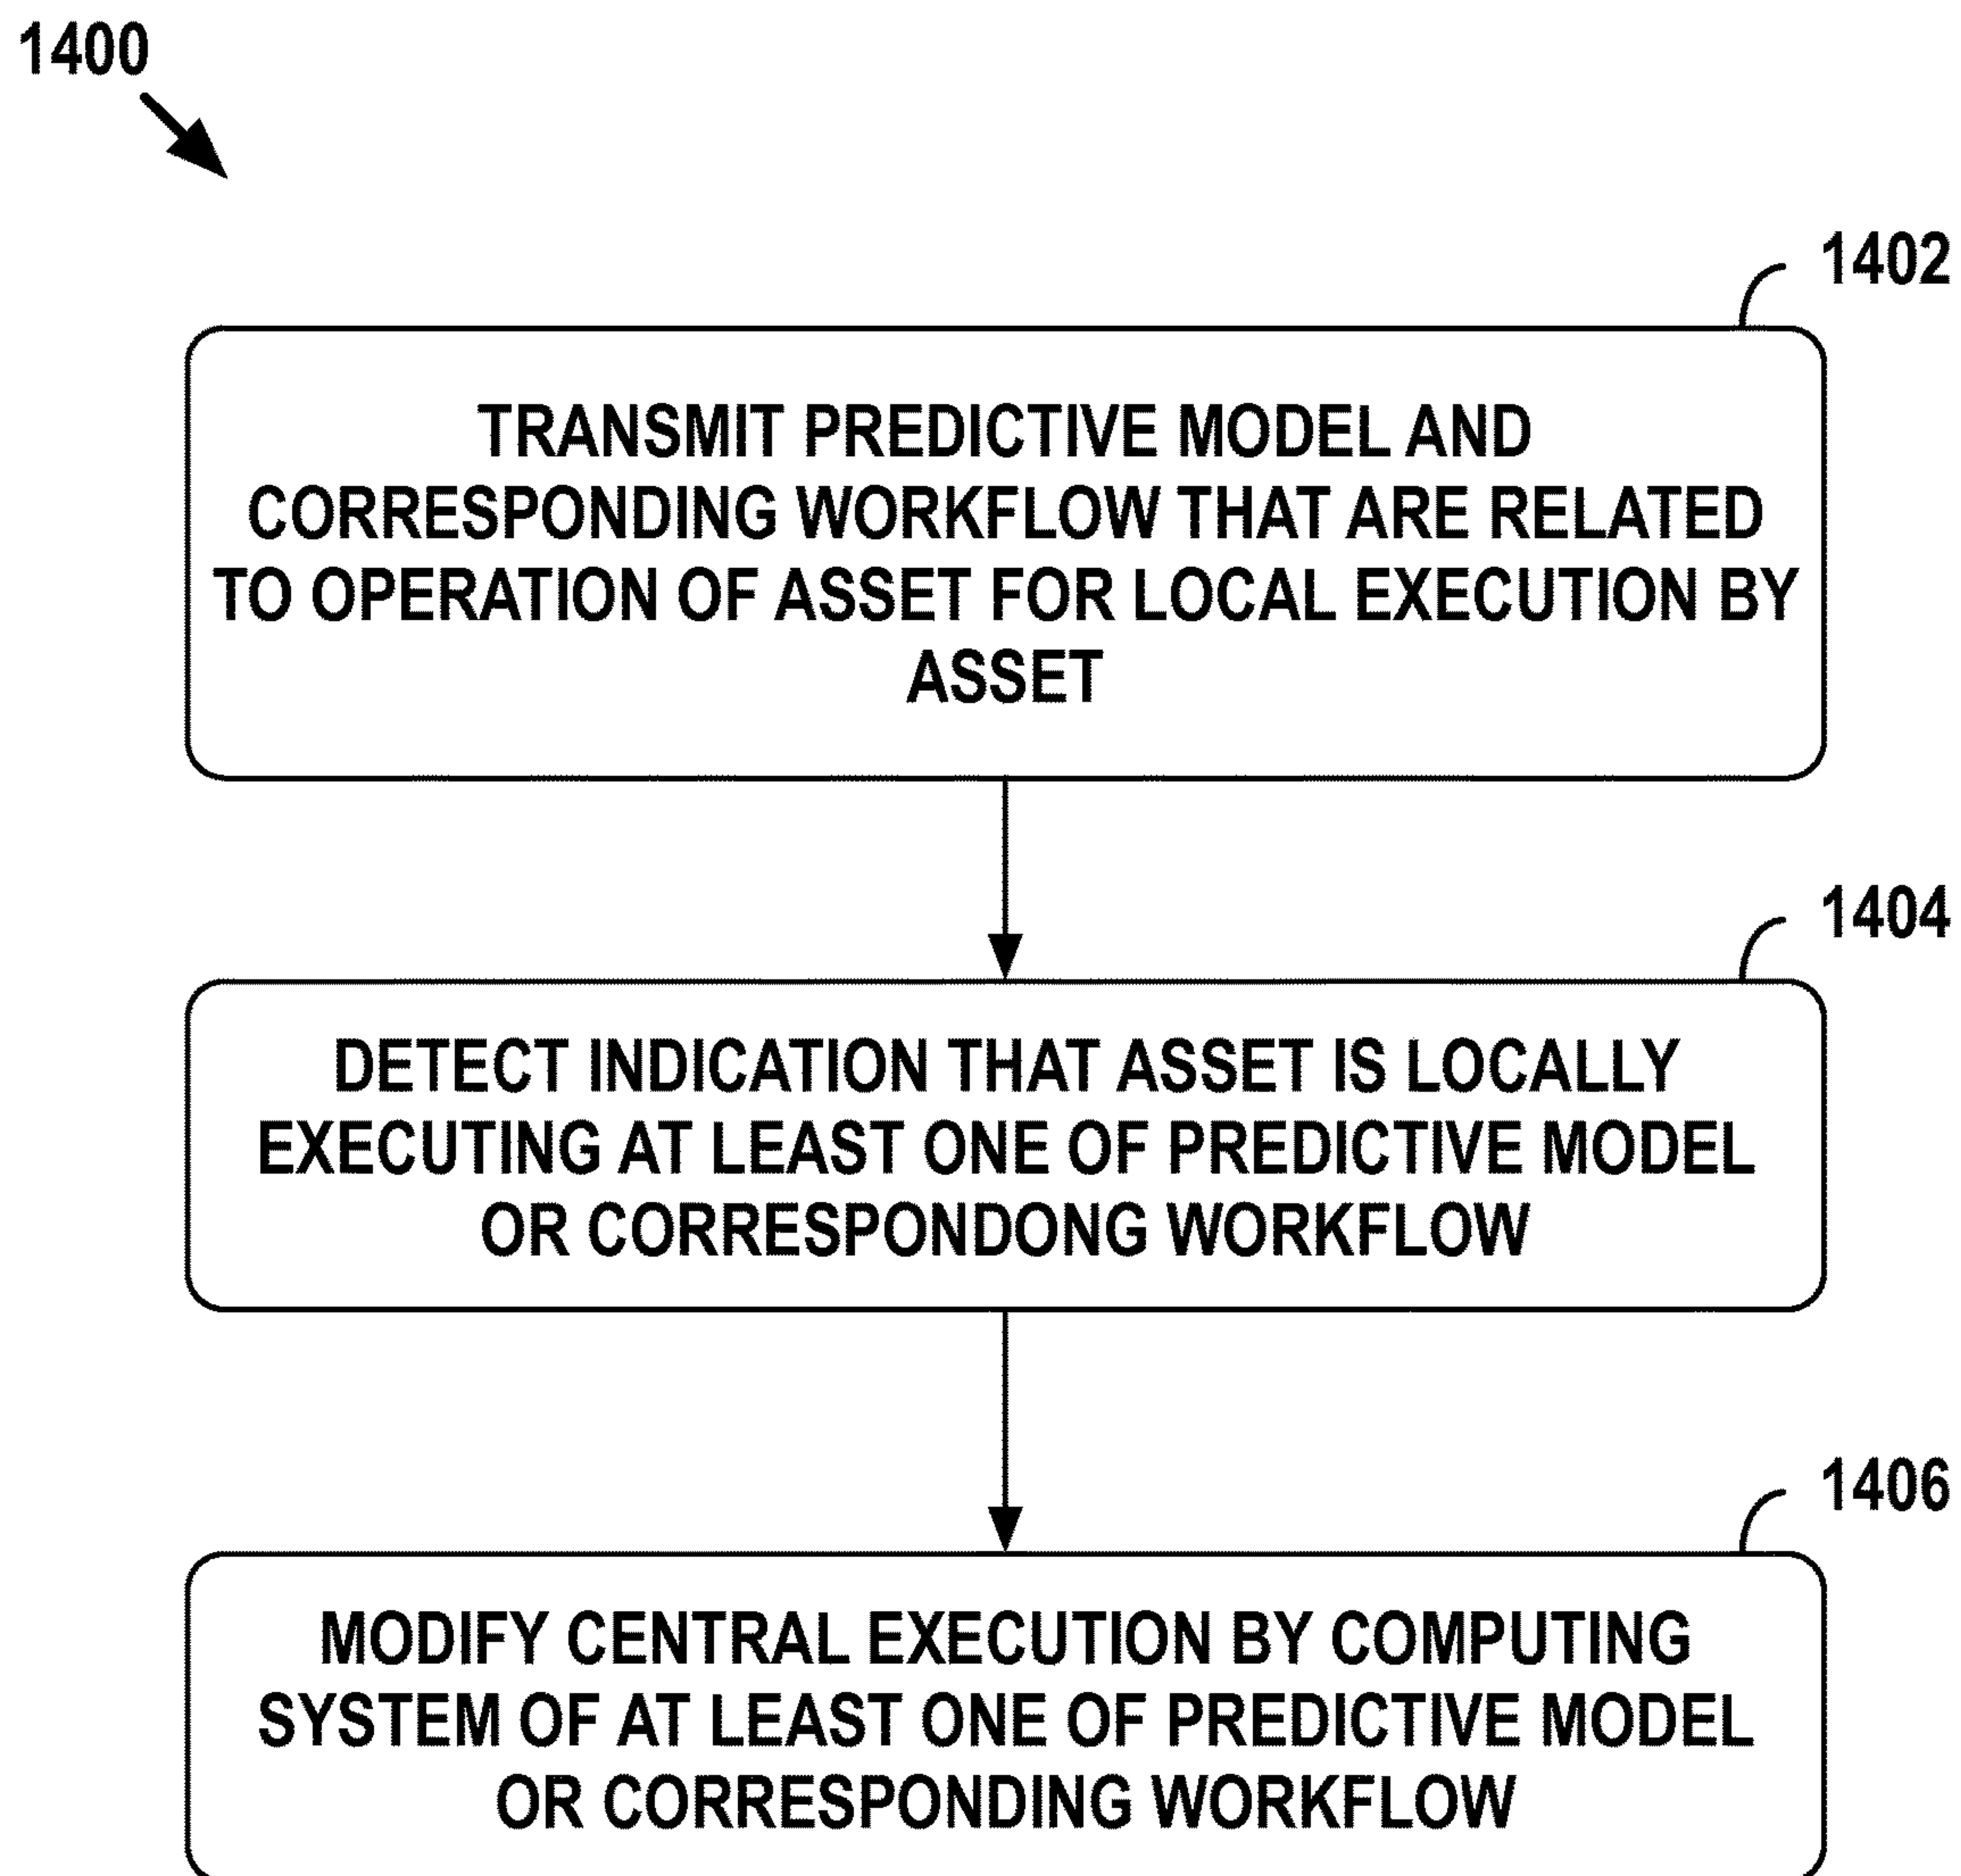 1400
1402
TRANSMIT PREDICTIVE MODEL AND
CORRESPONDING WORKFLOW THAT ARE RELATED
TO OPERATION OF ASSET FOR LOCAL EXECUTION BY
ASSET
1404
DETECT INDICATION THAT ASSET IS LOCALLY
EXECUTING AT LEAST ONE OF PREDICTIVE MODEL
OR CORRESPONDONG WORKFLOW
1406
MODIFY CENTRAL EXECUTION BY COMPUTING
SYSTEM OF AT LEAST ONE OF PREDICTIVE MODEL
OR CORRESPONDING WORKFLOW